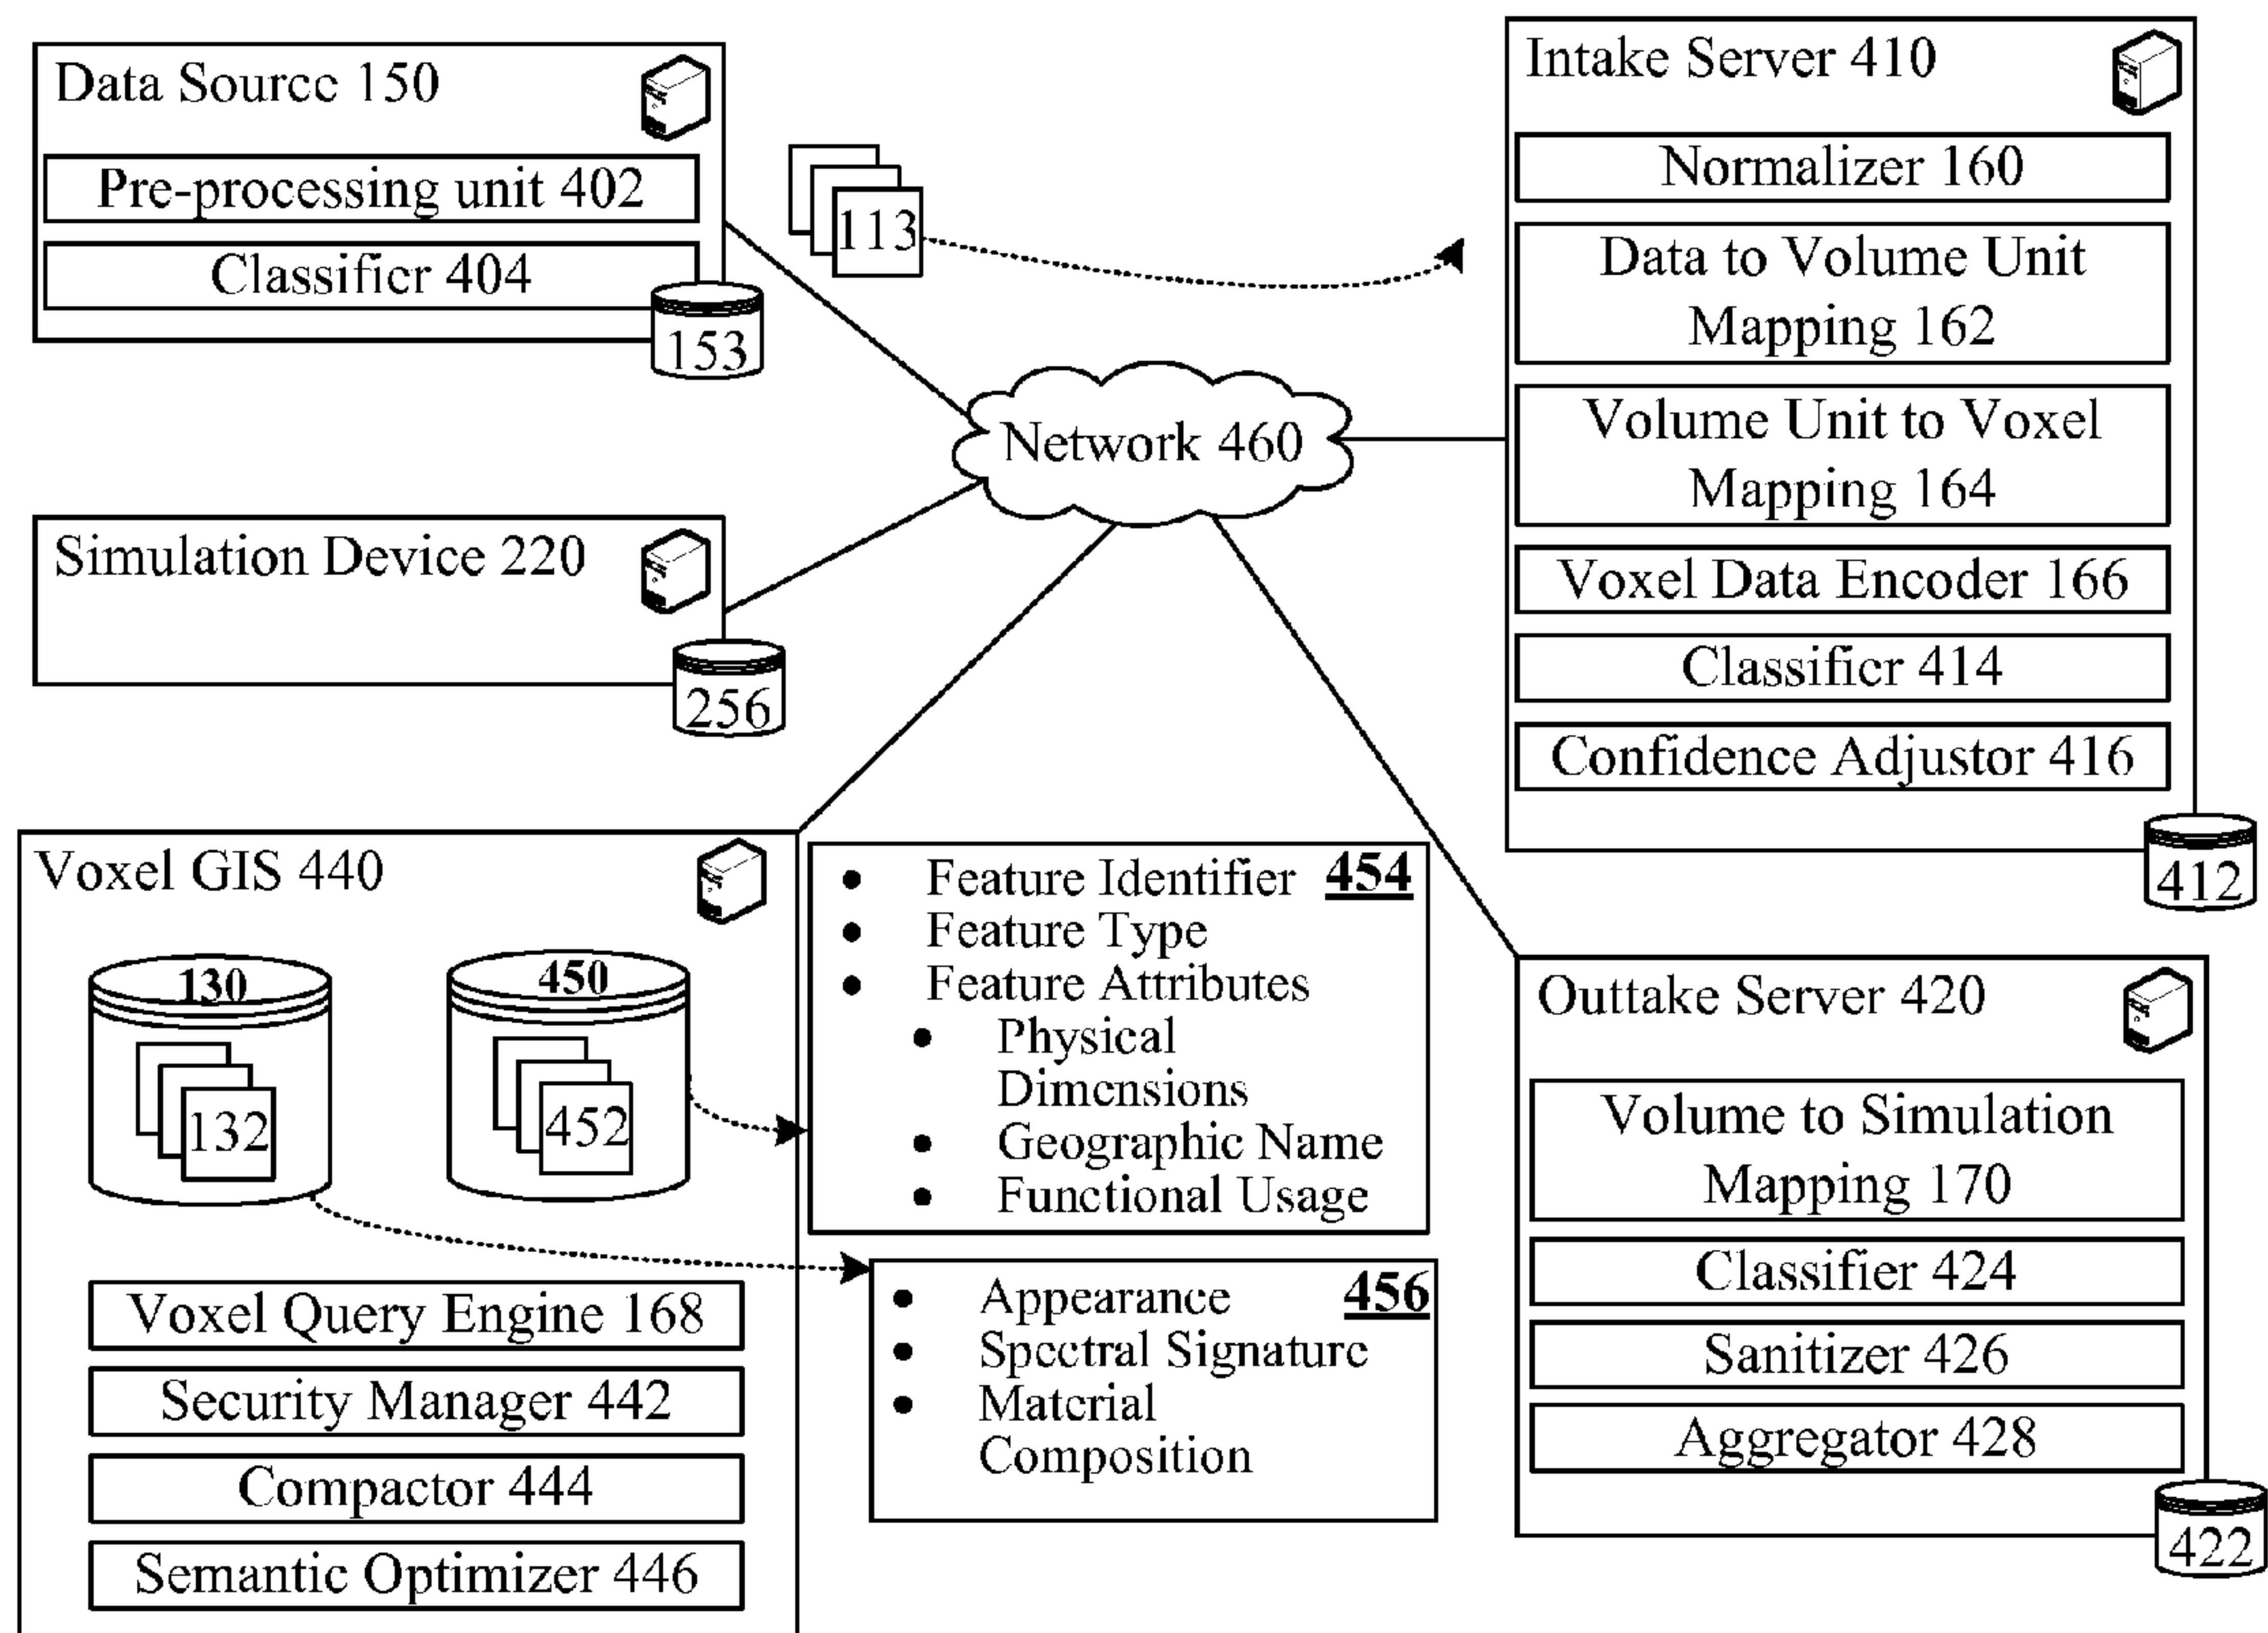 Data Source 150
Pre-processing unit 402
Classifier 404
153
113
Intake Server 410
Normalizer 160
Data to Volume Unit
Mapping 162
Volume Unit to Voxel
Mapping 164
Voxel Data Encoder 166
Classifier 414
Confidence Adjustor 416
412
Network 460
Simulation Device 220
256
Voxel GIS 440
130
132
450
452
Voxel Query Engine 168
Security Manager 442
Compactor 444
Semantic Optimizer 446
• Feature Identifier 454
• Feature Type
• Feature Attributes
• Physical
Dimensions
• Geographic Name
• Functional Usage
• Appearance 456
• Spectral Signature
• Material
Composition
Outtake Server 420
Volume to Simulation
Mapping 170
Classifier 424
Sanitizer 426
Aggregator 428
422